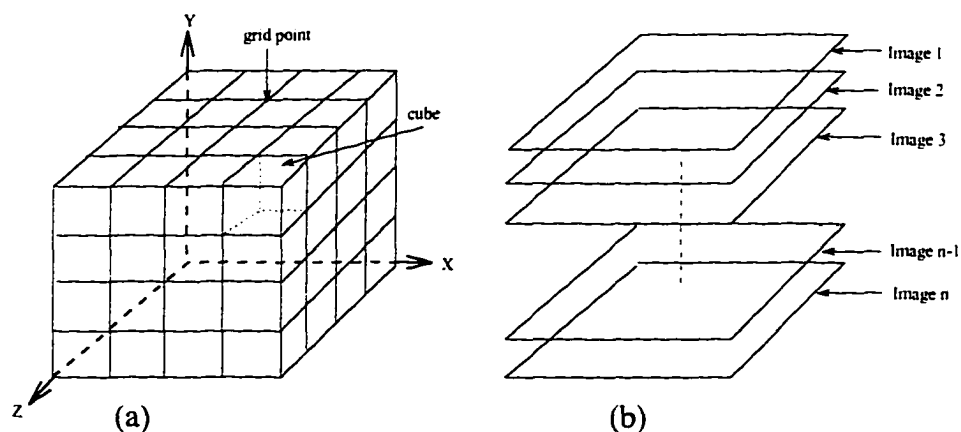 Y
grid point
cube
X
Z
(a)
Image 1
Image 2
Image 3
Image n-1
Image n
(b)